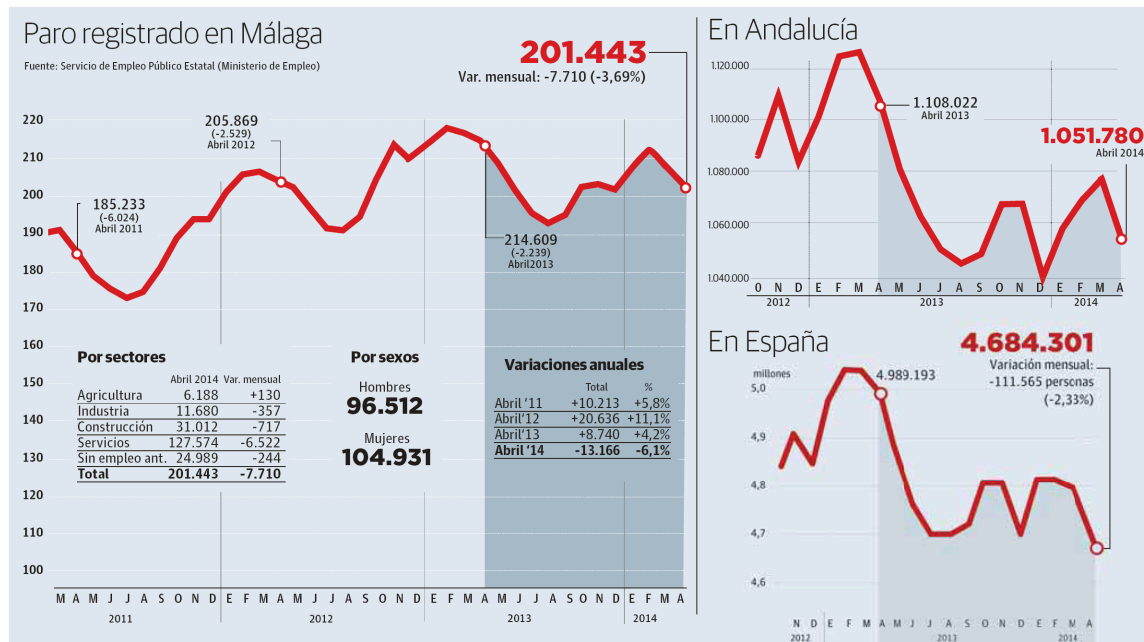 Paro registrado en Málaga
Fuente: Servicio de Empleo Público Estatal (Ministerio de Empleo)
201.443
Var. mensual: -7.710 (-3,69%)
220
210
200
190
180
170
160
150
140
130
120
110
100
185.233
(-6.024)
Abril 2011
205.869
(-2.529)
Abril 2012
214.609
(-2.239)
Abril2013
Por sectores
Abril 2014 Var. mensual
Agricultura 6.188 +130
Industria 11.680 -357
Construcción 31.012 -717
Servicios 127.574 -6.522
Sin empleo ant. 24.989 -244
Total 201.443 -7.710
Por sexos
Hombres
96.512
Mujeres
104.931
Variaciones anuales
Total %
Abril '11 +10.213 +5,8%
Abril'12 +20.636 +11,1%
Abril'13 +8.740 +4,2%
Abril '14 -13.166 -6,1%
M A M J J A S O N D E F M A M J J A S O N D E F M A M J J A S O N D E F M A
2011 2012 2013 2014
En Andalucía
1.120.000
1.100.000
1.080.000
1.060.000
1.040.000
1.108.022
Abril 2013
1.051.780
Abril 2014
O N D E F M A M J J A S O N D E F M A
2012 2013 2014
En España
4.684.301
Variación mensual:
-111.565 personas
(-2,33%)
millones
5,0
4,9
4,8
4,7
4,6
4.989.193
N D E F M A M J J A S O N D E F M A
2012 2013 2014